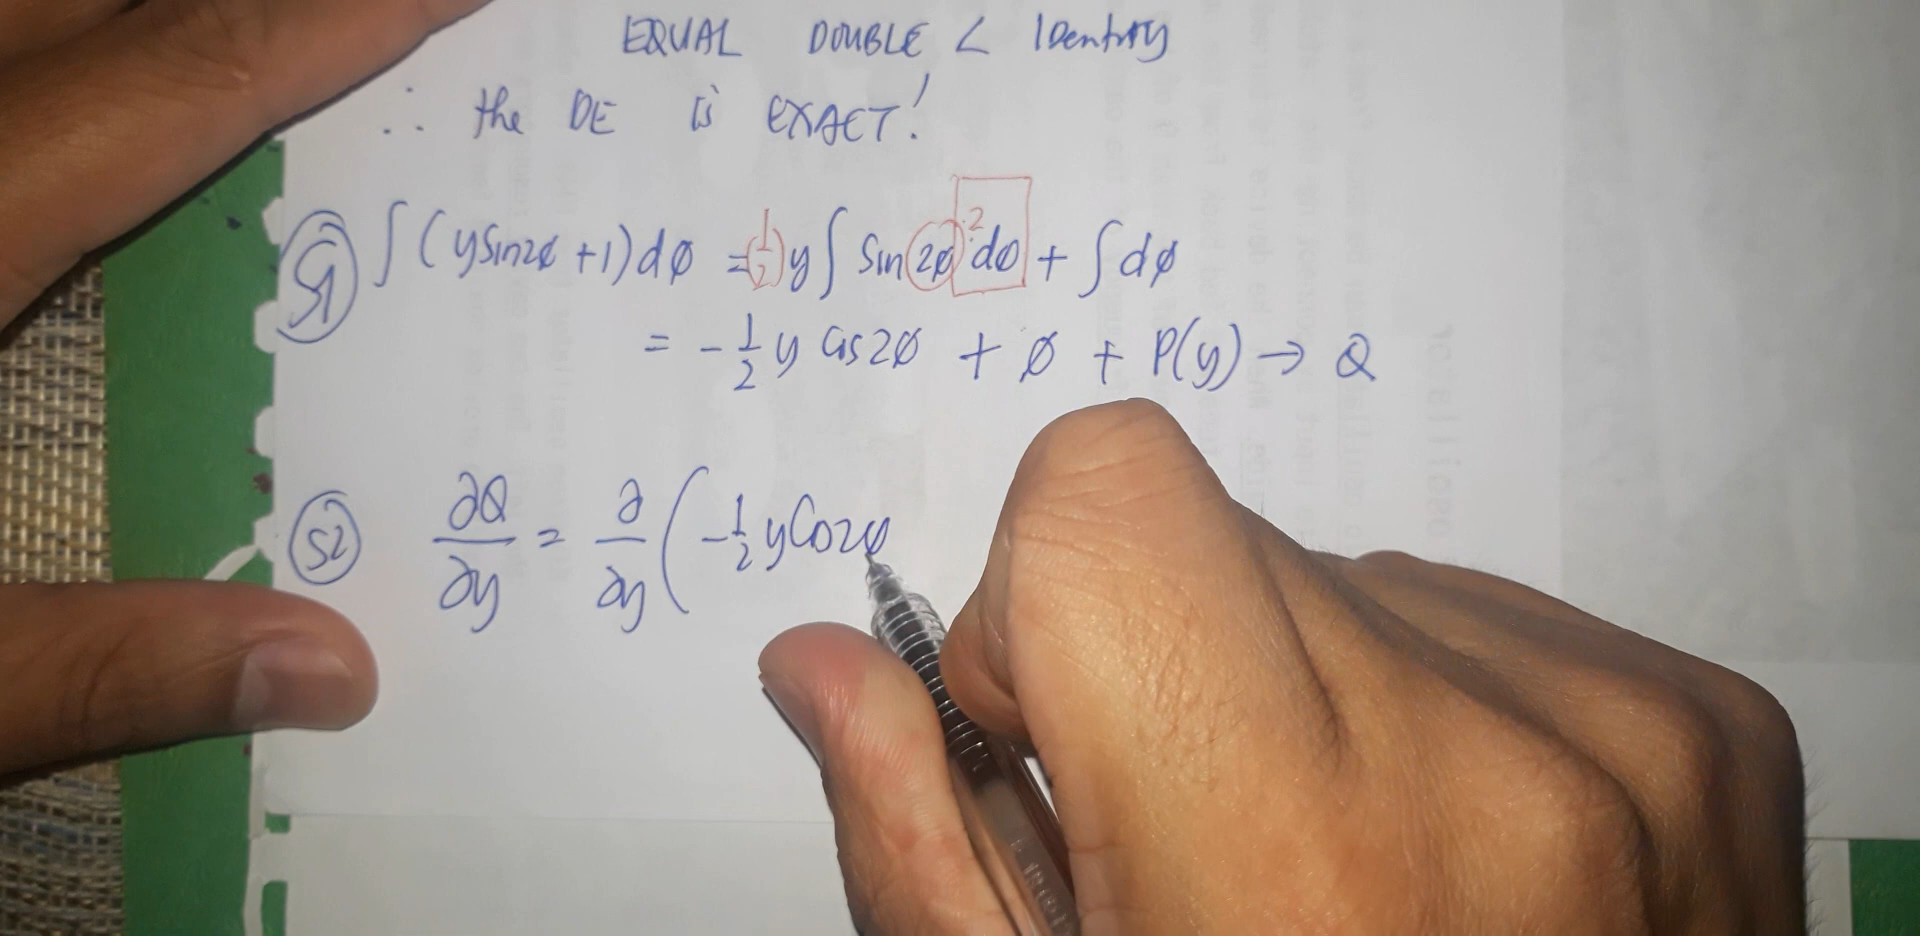 EQUAL DOUBLE < IDentity
∴ the DE is EXACT!
S1 ∫(ysin2ø+1)dø = (1/2)y∫ Sin(2ø)·2dø + ∫dø
= -1/2 y Cos2ø + ø + P(y) → Q
S2 ∂Q/∂y = ∂/∂y(-1/2 yCo2ø